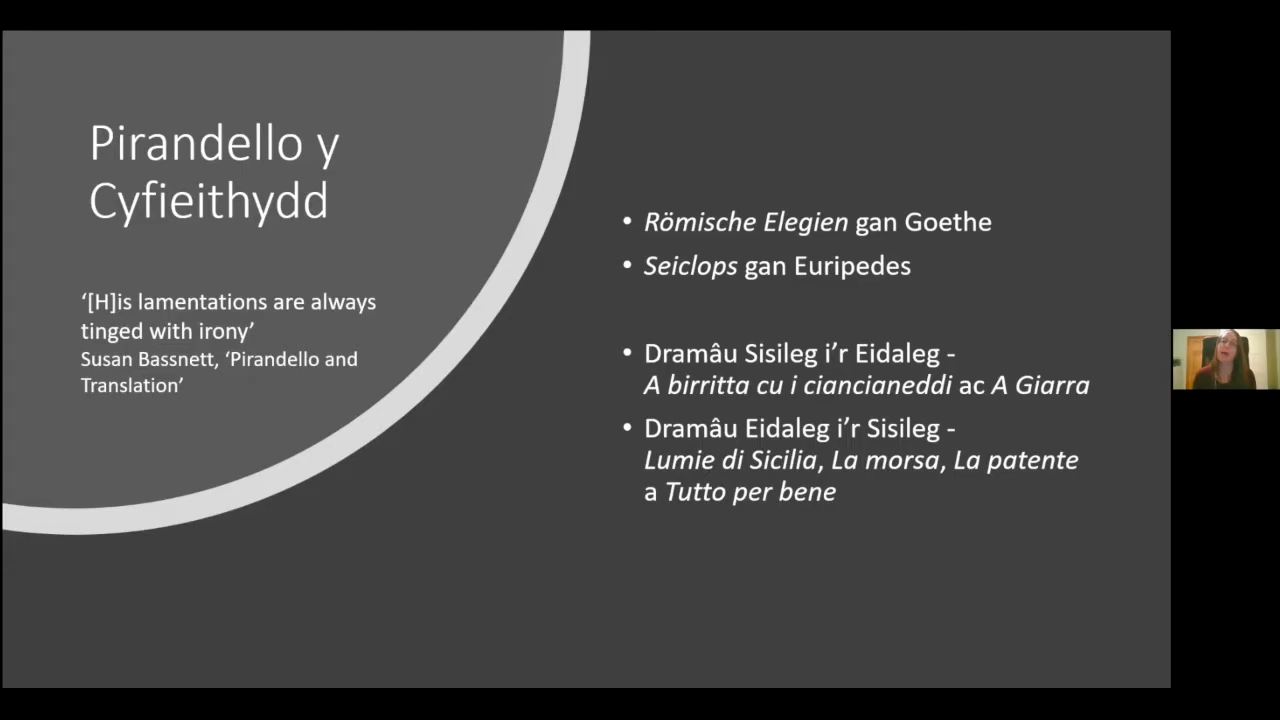 Pirandello y
Cyfieithydd
‘[H]is lamentations are always
tinged with irony’
Susan Bassnett, ‘Pirandello and
Translation’
• Römische Elegien gan Goethe
• Seiclops gan Euripedes
• Dramâu Sisileg i’r Eidaleg -
A birritta cu i ciancianeddi ac A Giarra
• Dramâu Eidaleg i’r Sisileg -
Lumie di Sicilia, La morsa, La patente
a Tutto per bene